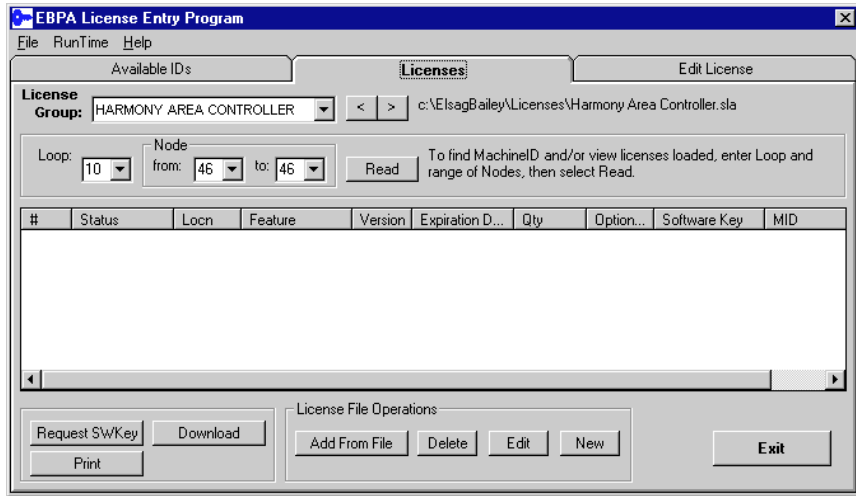 EBPA License Entry Program
File RunTime Help
Available IDs Licenses Edit License
License Group: HARMONY AREA CONTROLLER < > c:\ElsagBailey\Licenses\Harmony Area Controller.sla
Loop: 10 Node from: 46 to: 46 Read To find MachineID and/or view licenses loaded, enter Loop and
range of Nodes, then select Read.
# Status Locn Feature Version Expiration D... Qty Option... Software Key MID
License File Operations
Request SWKey Download Add From File Delete Edit New Exit
Print